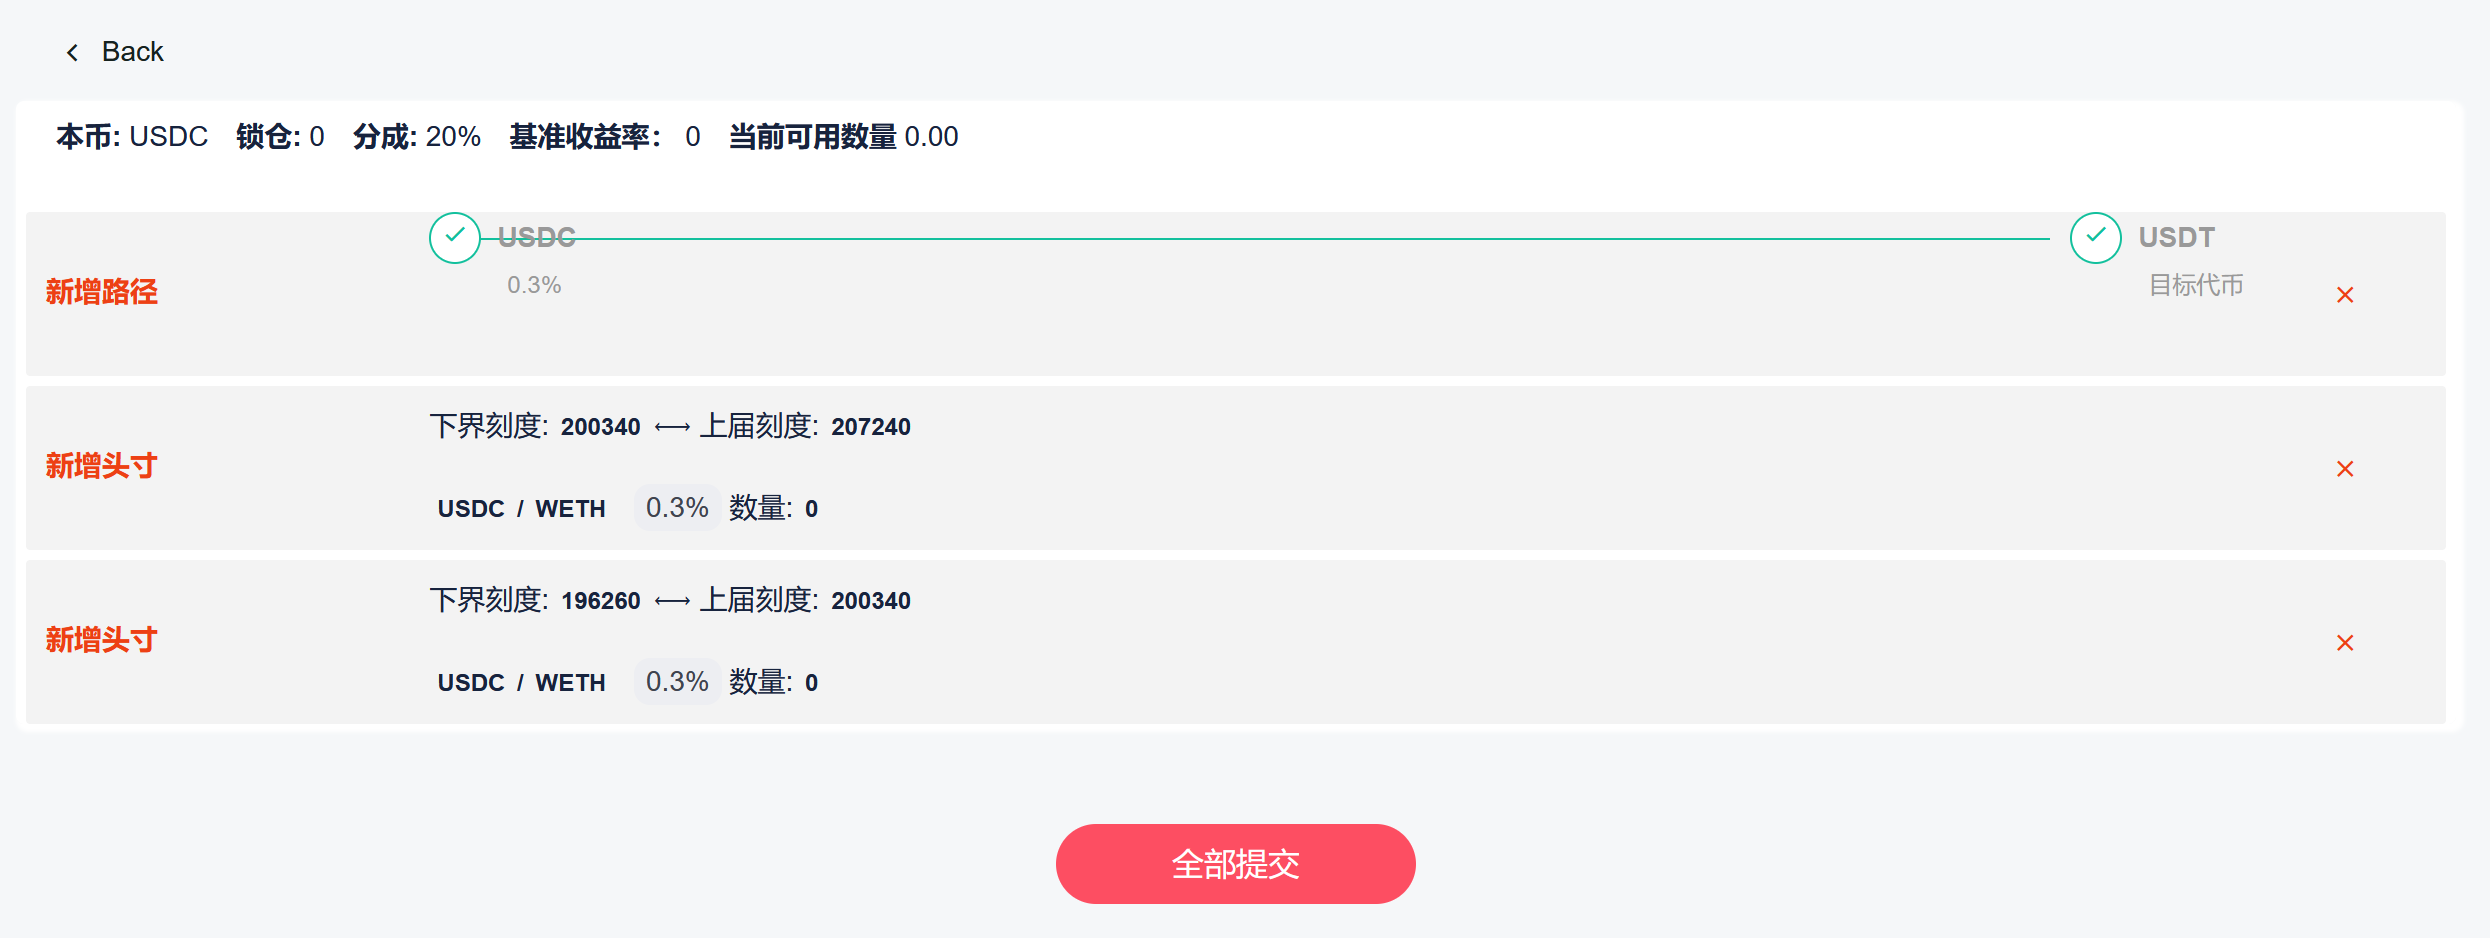 Back
本币: USDC 锁仓: 0 分成: 20% 基准收益率： 0 当前可用数量 0.00
USDC USDT
新增路径 0.3% 目标代币
下界刻度: 200340 ⟷ 上届刻度: 207240
新增头寸
USDC / WETH 0.3% 数量: 0
下界刻度: 196260 ⟷ 上届刻度: 200340
新增头寸
USDC / WETH 0.3% 数量: 0
全部提交